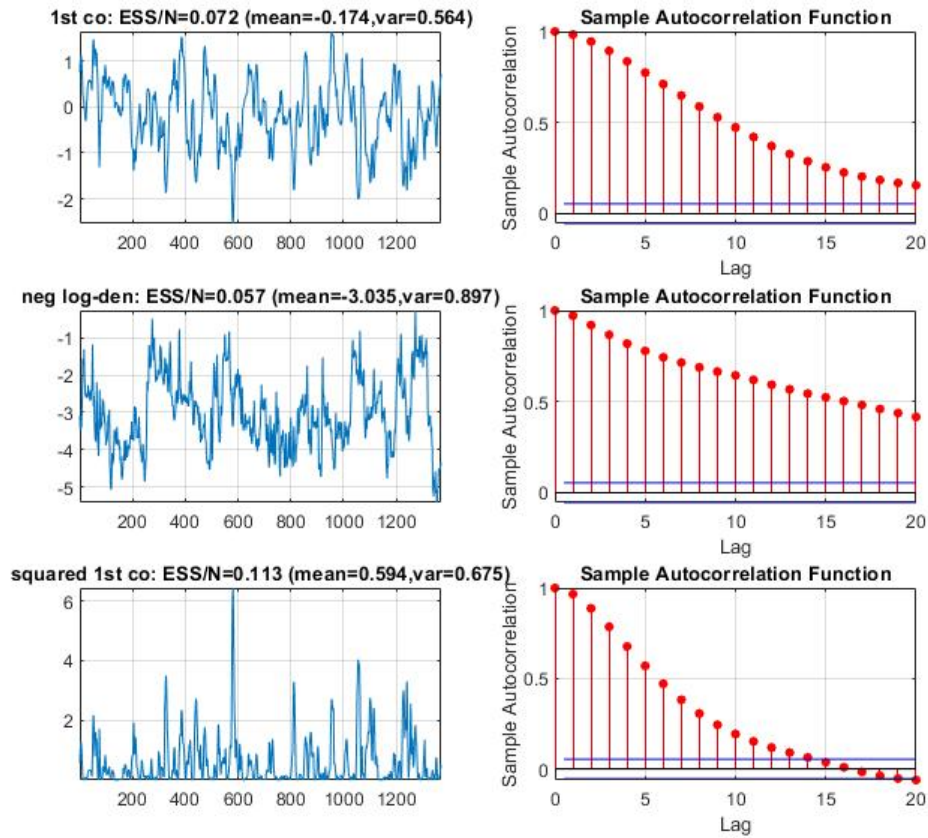 1st co: ESS/N=0.072 (mean=-0.174,var=0.564)
1
0
-1
-2
200 400 600 800 1000 1200
Sample Autocorrelation Function
Sample Autocorrelation
1
0.5
0
0 5 10 15 20
Lag
neg log-den: ESS/N=0.057 (mean=-3.035,var=0.897)
-1
-2
-3
-4
-5
200 400 600 800 1000 1200
Sample Autocorrelation Function
Sample Autocorrelation
1
0.5
0
0 5 10 15 20
Lag
squared 1st co: ESS/N=0.113 (mean=0.594,var=0.675)
6
4
2
200 400 600 800 1000 1200
Sample Autocorrelation Function
Sample Autocorrelation
1
0.5
0
0 5 10 15 20
Lag